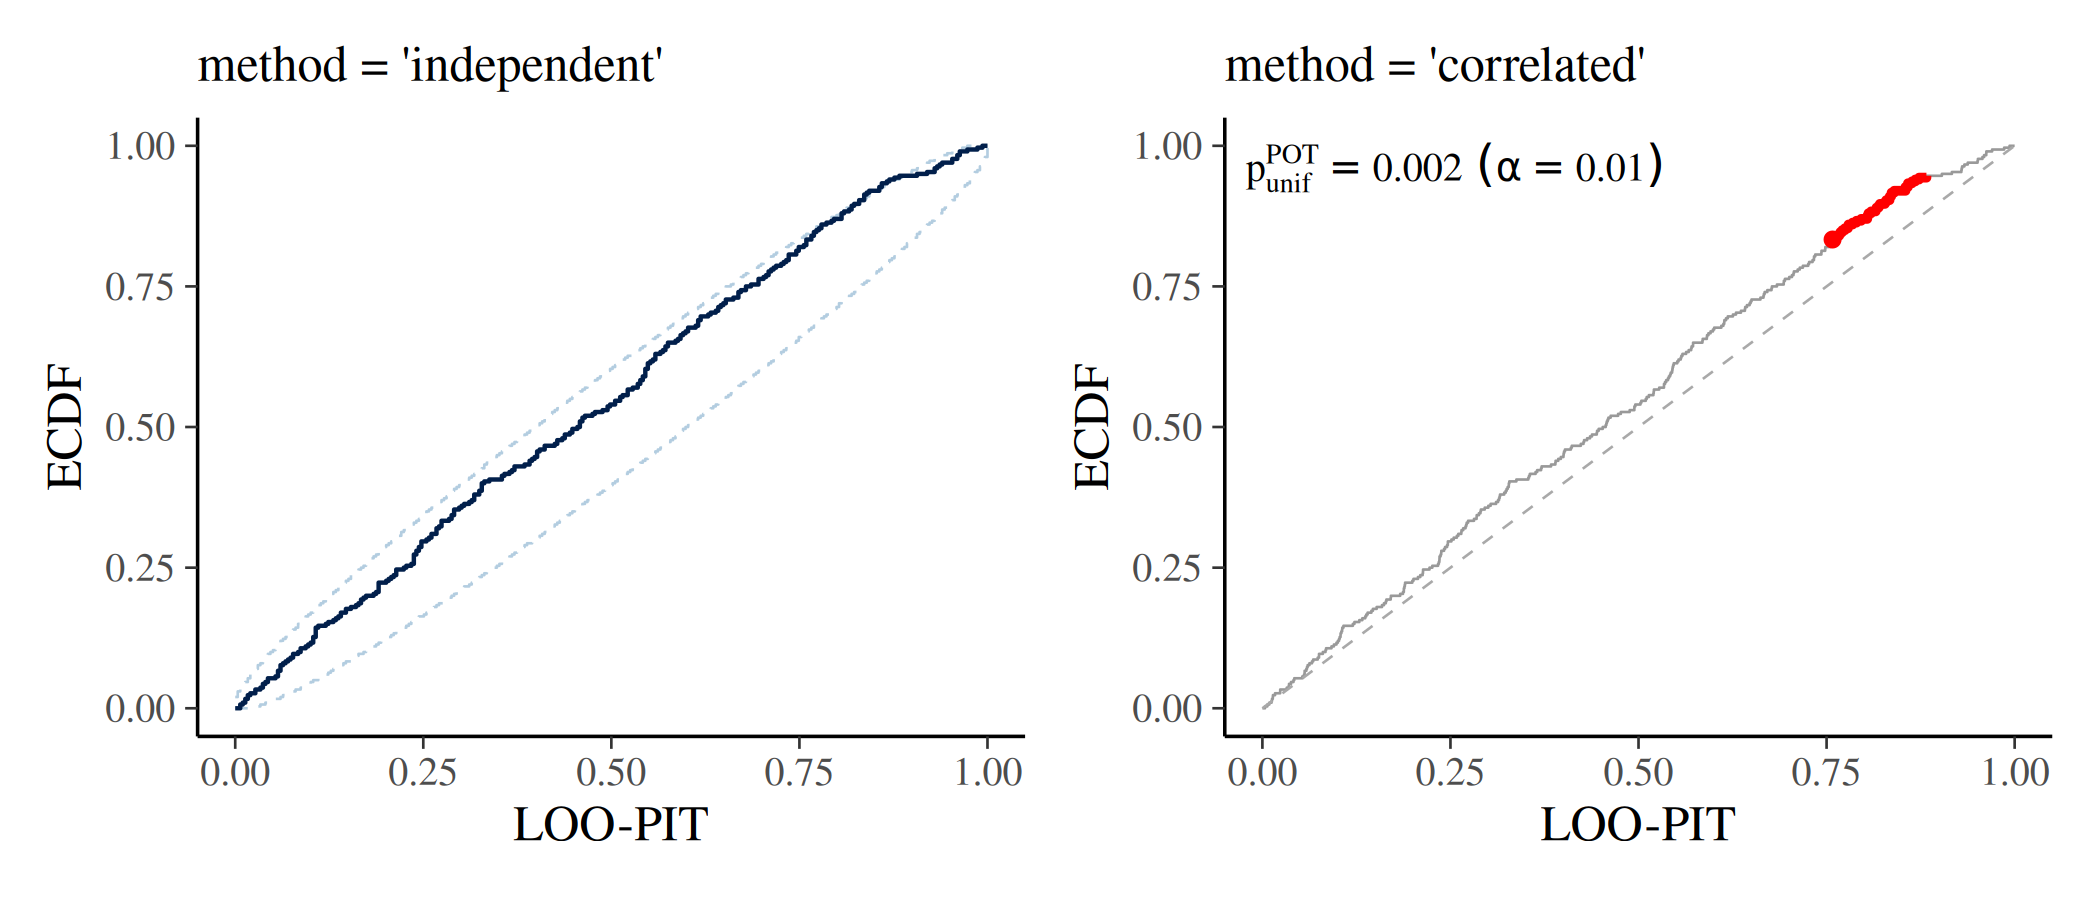 method = 'independent'
1.00
0.75
0.50
0.25
0.00
ECDF
0.00 0.25 0.50 0.75 1.00
LOO-PIT
method = 'correlated'
p^POT_unif = 0.002 (α = 0.01)
1.00
0.75
0.50
0.25
0.00
ECDF
0.00 0.25 0.50 0.75 1.00
LOO-PIT